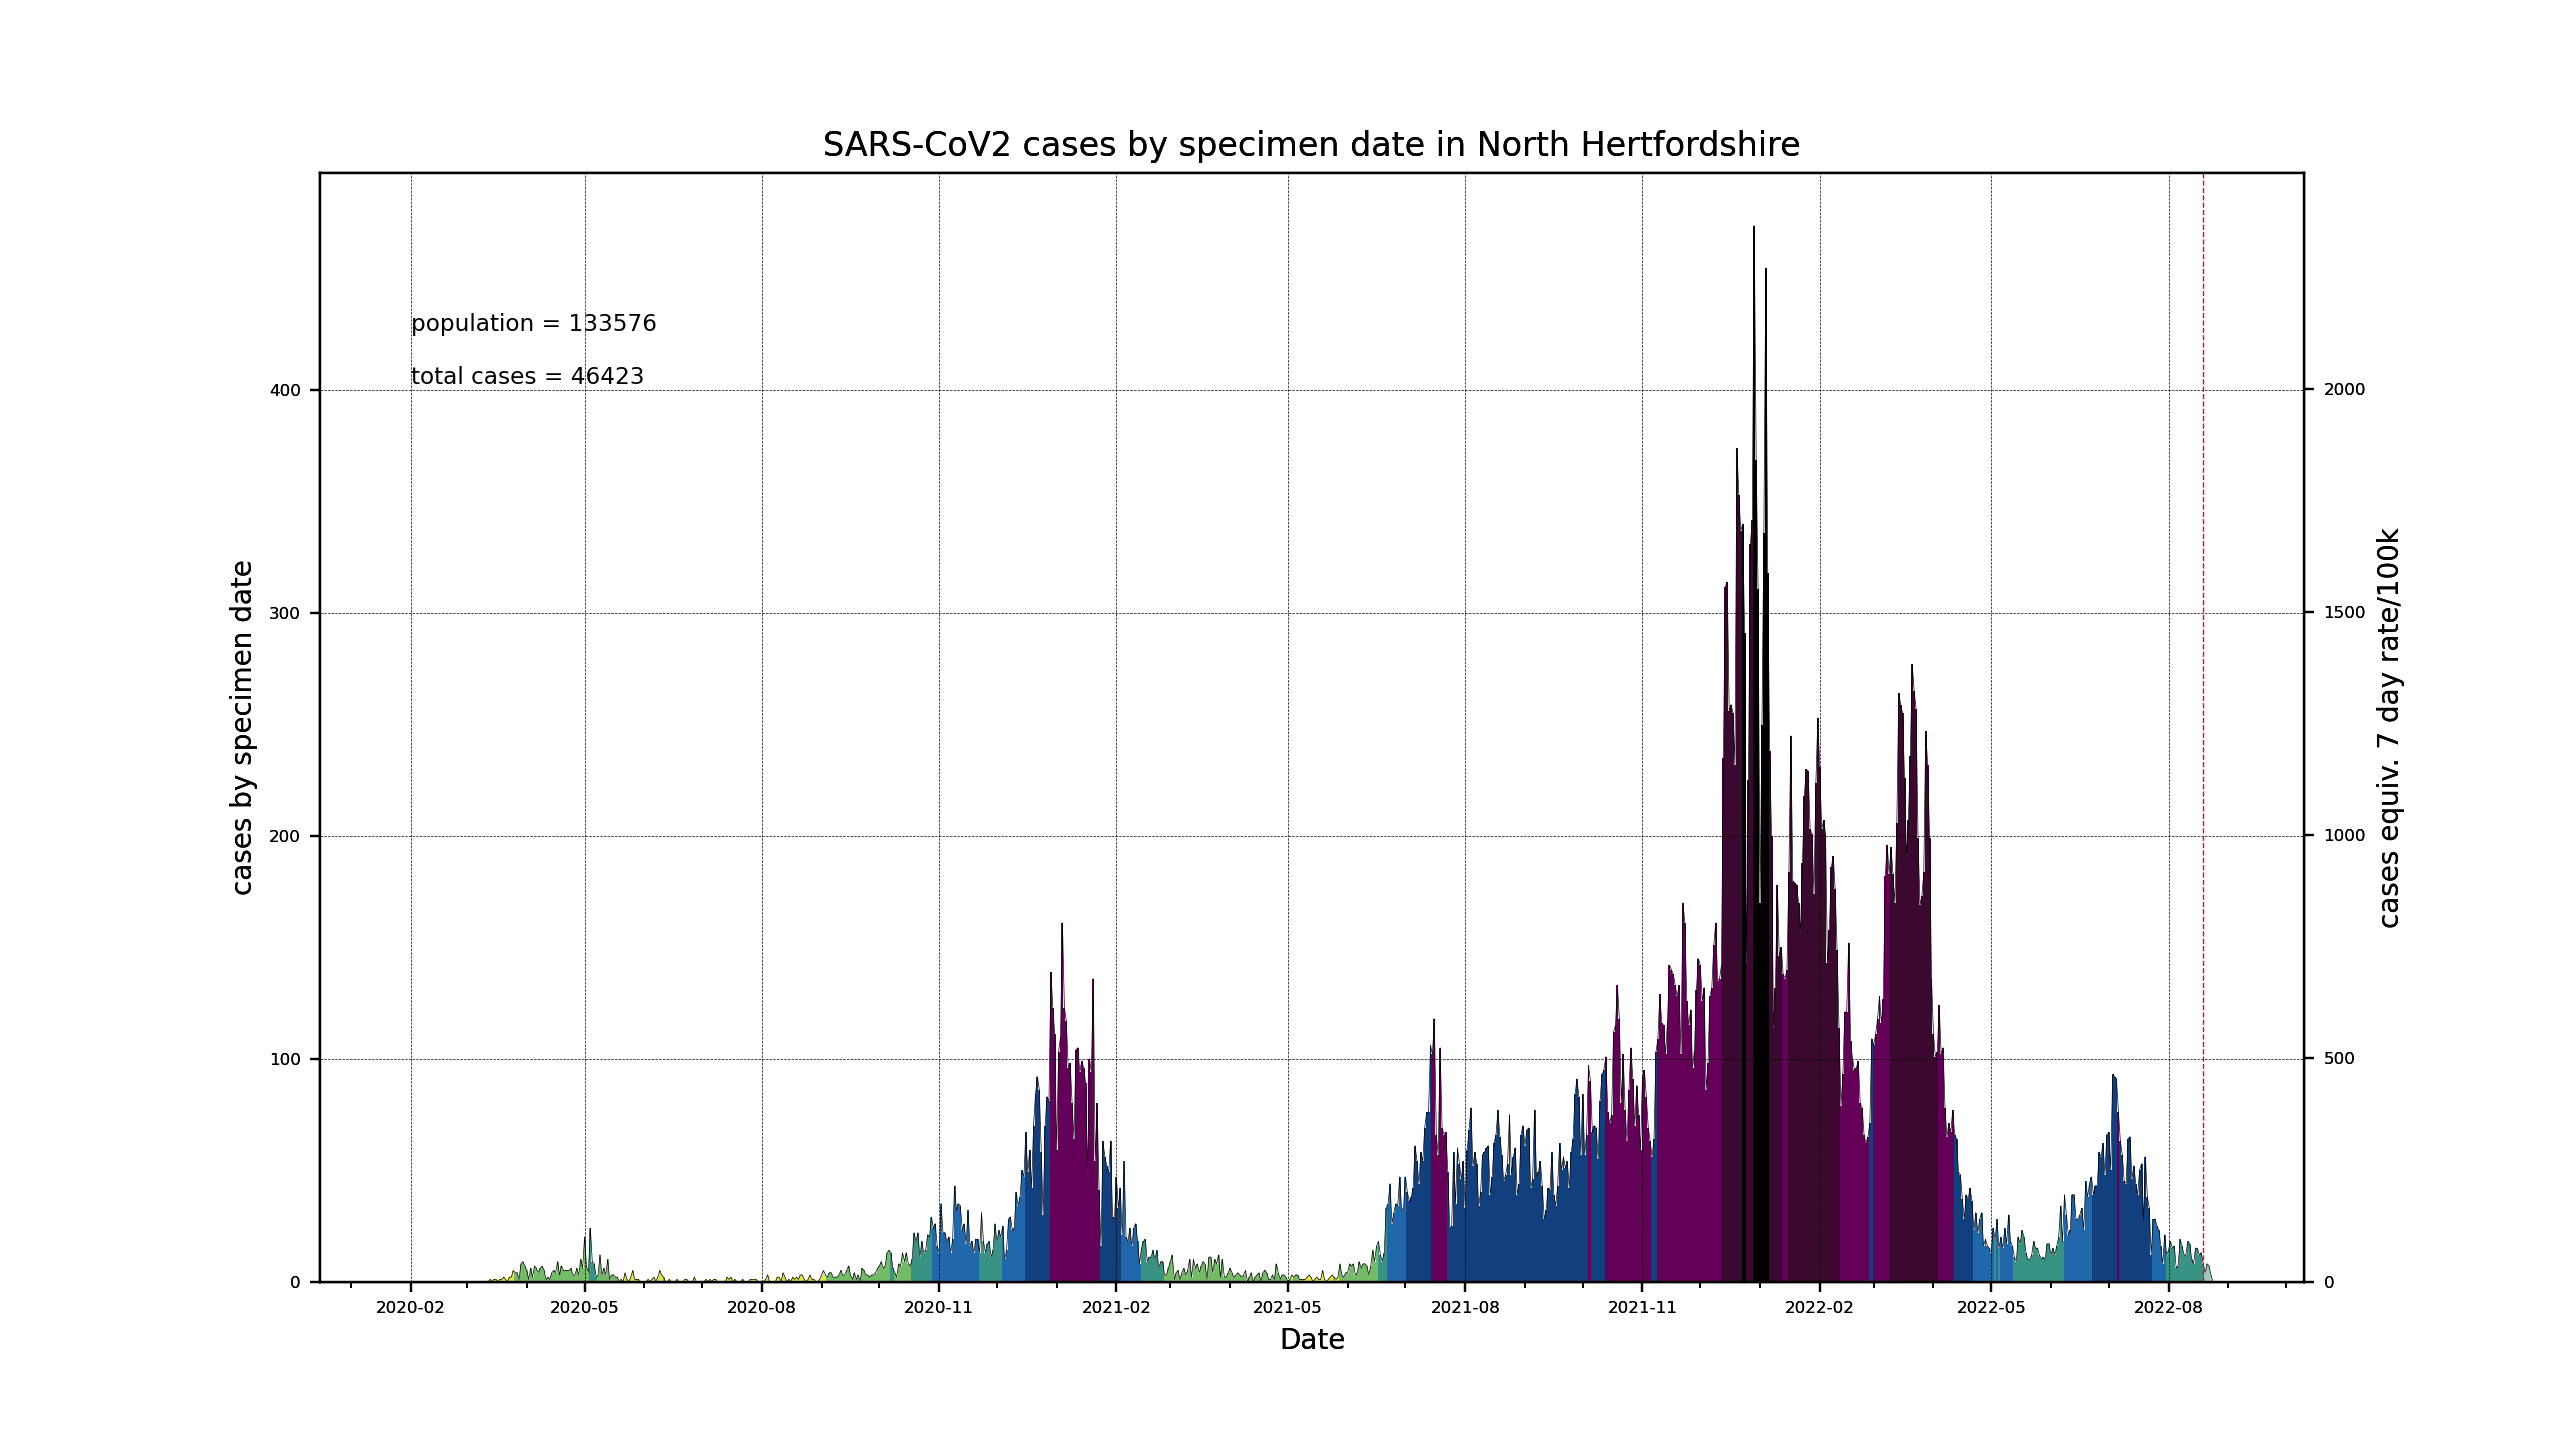 SARS-CoV2 cases by specimen date in North Hertfordshire
population = 133576
total cases = 46423
cases by specimen date
400
300
200
100
0
2000
1500
1000
500
0
cases equiv. 7 day rate/100k
2020-02 2020-05 2020-08 2020-11 2021-02 2021-05 2021-08 2021-11 2022-02 2022-05 2022-08
Date